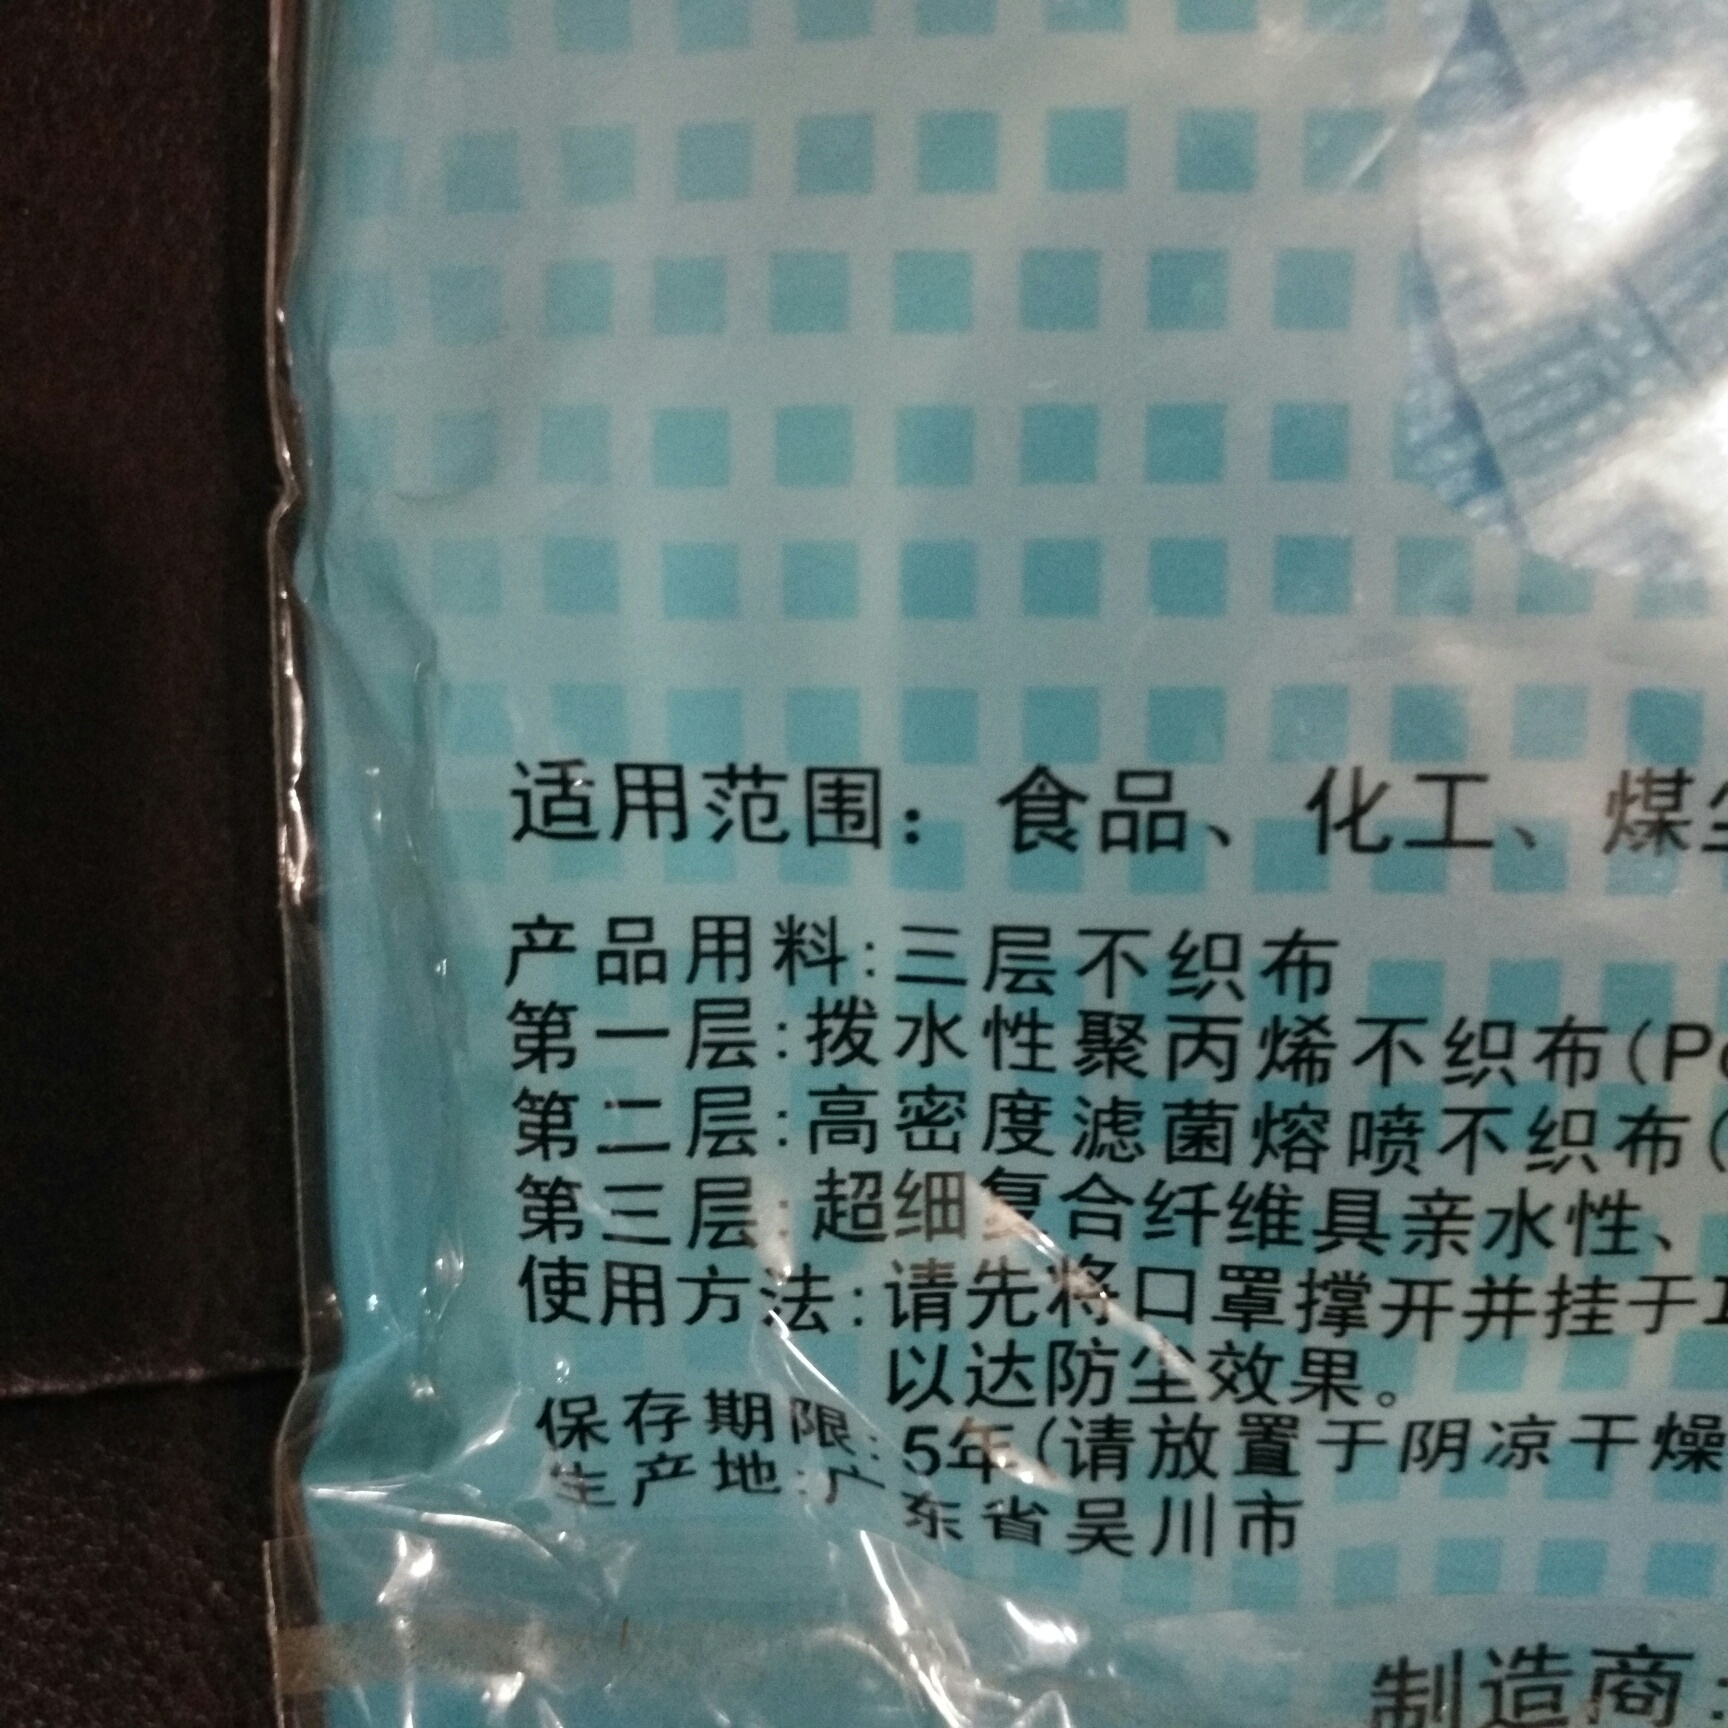 适用范围：食品、化工、煤
产品用料:三层不织布
第一层:拨水性聚丙烯不织布(P
第二层:高密度滤菌熔喷不织布(
第三层:超细复合纤维具亲水性、
使用方法:请先将口罩撑开并挂于
以达防尘效果。
保存期限:5年(请放置于阴凉干燥
生产地:广东省吴川市
制造商: